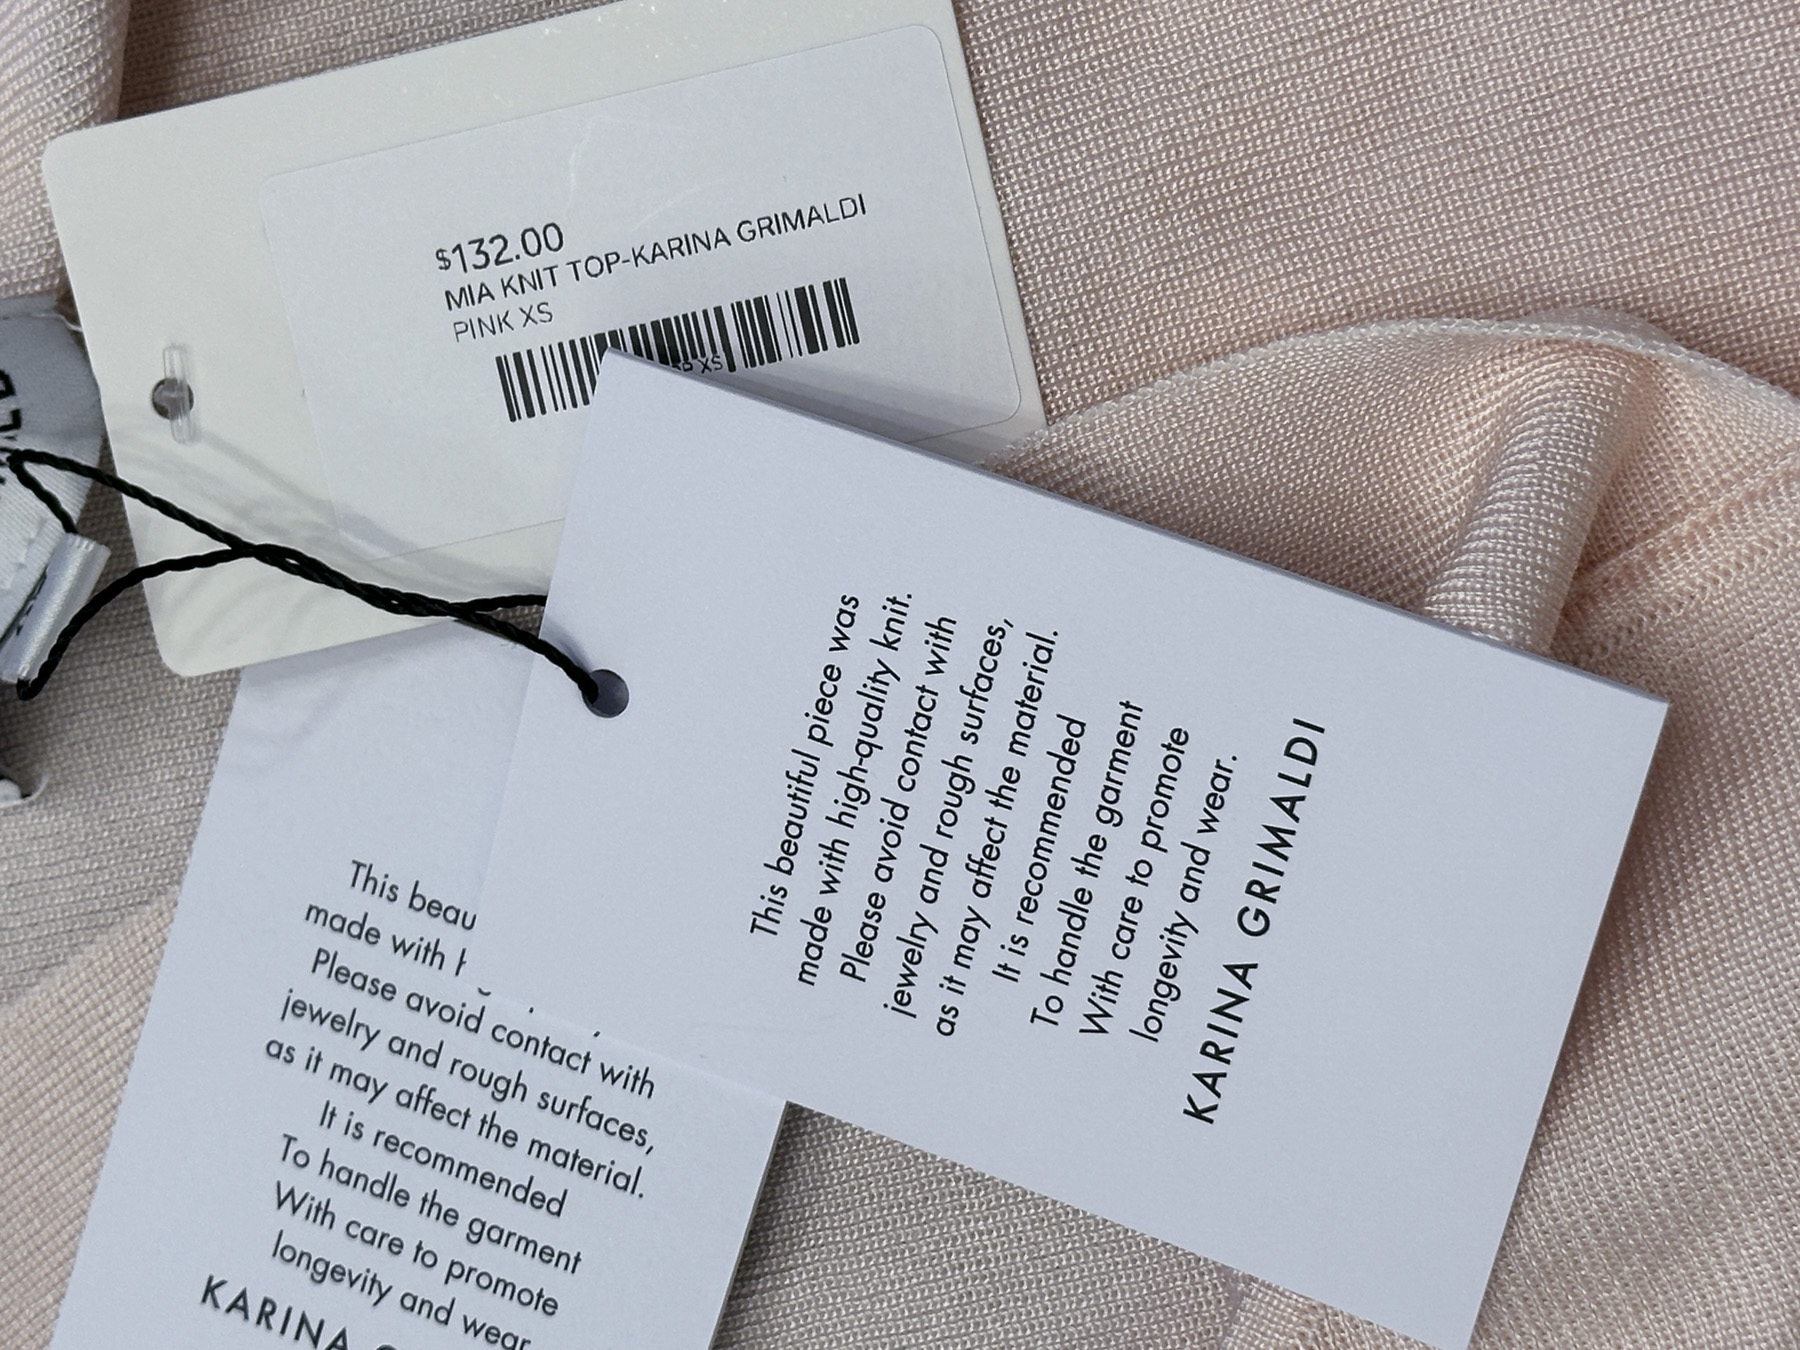 $132.00
MIA KNIT TOP-KARINA GRIMALDI
PINK XS
XS
This beautiful piece was
made with high-quality knit.
Please avoid contact with
jewelry and rough surfaces,
as it may affect the material.
It is recommended
To handle the garment
With care to promote
longevity and wear.
KARINA GRIMALDI
This beau
made with
Please avoid contact with
jewelry and rough surfaces,
as it may affect the material.
It is recommended
To handle the garment
With care to promote
longevity and wear
KARINA